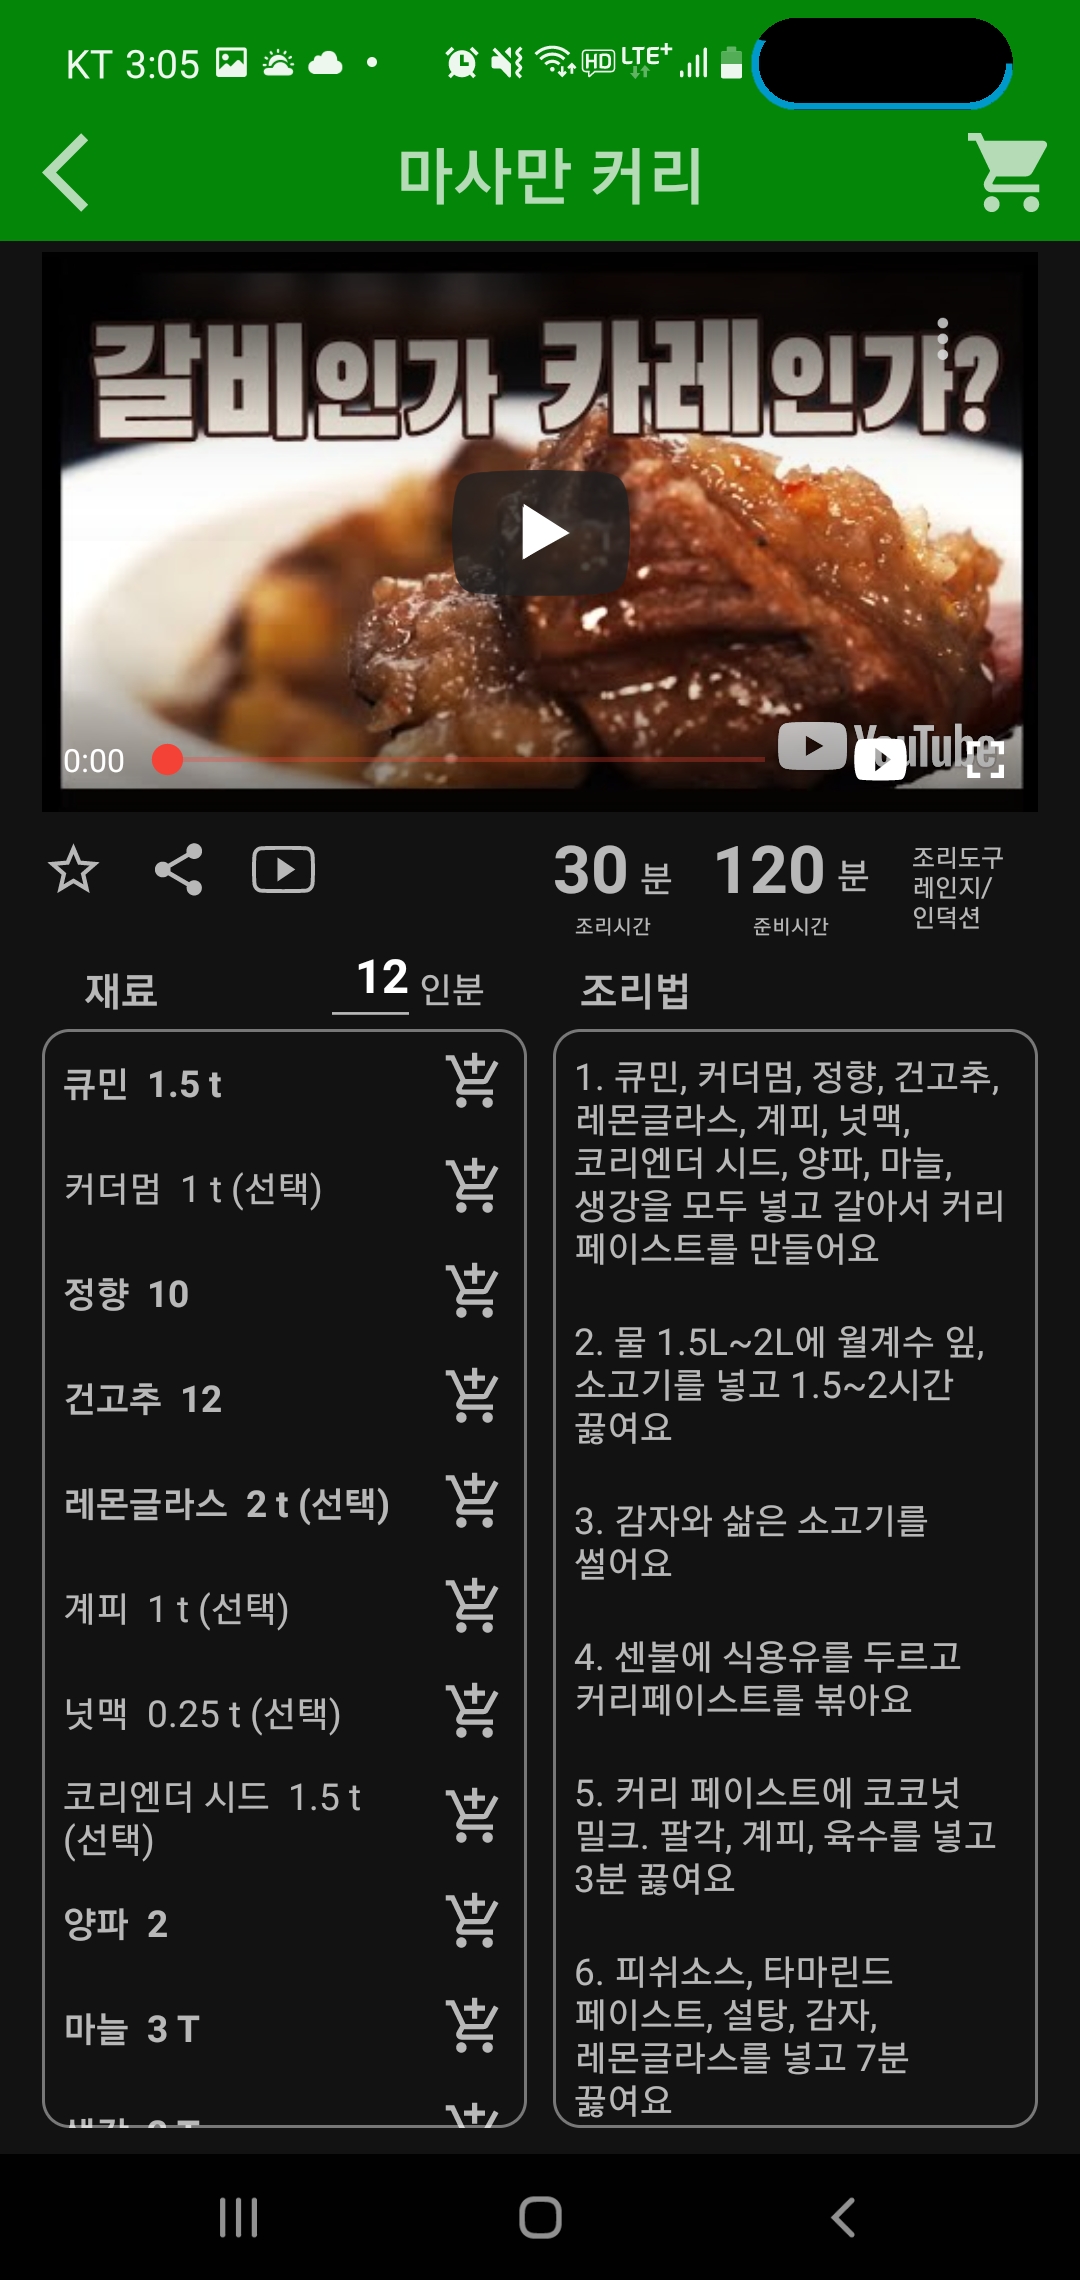 KT 3:05 HD LTE+
마사만 커리
갈비인가 카레인가?
0:00 YouTube
30 분
조리시간
120 분
준비시간
조리도구
레인지/
인덕션
재료 12 인분
큐민 1.5 t
커더멈 1 t (선택)
정향 10
건고추 12
레몬글라스 2 t (선택)
계피 1 t (선택)
넛맥 0.25 t (선택)
코리엔더 시드 1.5 t
(선택)
양파 2
마늘 3 T
조리법
1. 큐민, 커더멈, 정향, 건고추,
레몬글라스, 계피, 넛맥,
코리엔더 시드, 양파, 마늘,
생강을 모두 넣고 갈아서 커리
페이스트를 만들어요
2. 물 1.5L~2L에 월계수 잎,
소고기를 넣고 1.5~2시간
끓여요
3. 감자와 삶은 소고기를
썰어요
4. 센불에 식용유를 두르고
커리페이스트를 볶아요
5. 커리 페이스트에 코코넛
밀크. 팔각, 계피, 육수를 넣고
3분 끓여요
6. 피쉬소스, 타마린드
페이스트, 설탕, 감자,
레몬글라스를 넣고 7분
끓여요